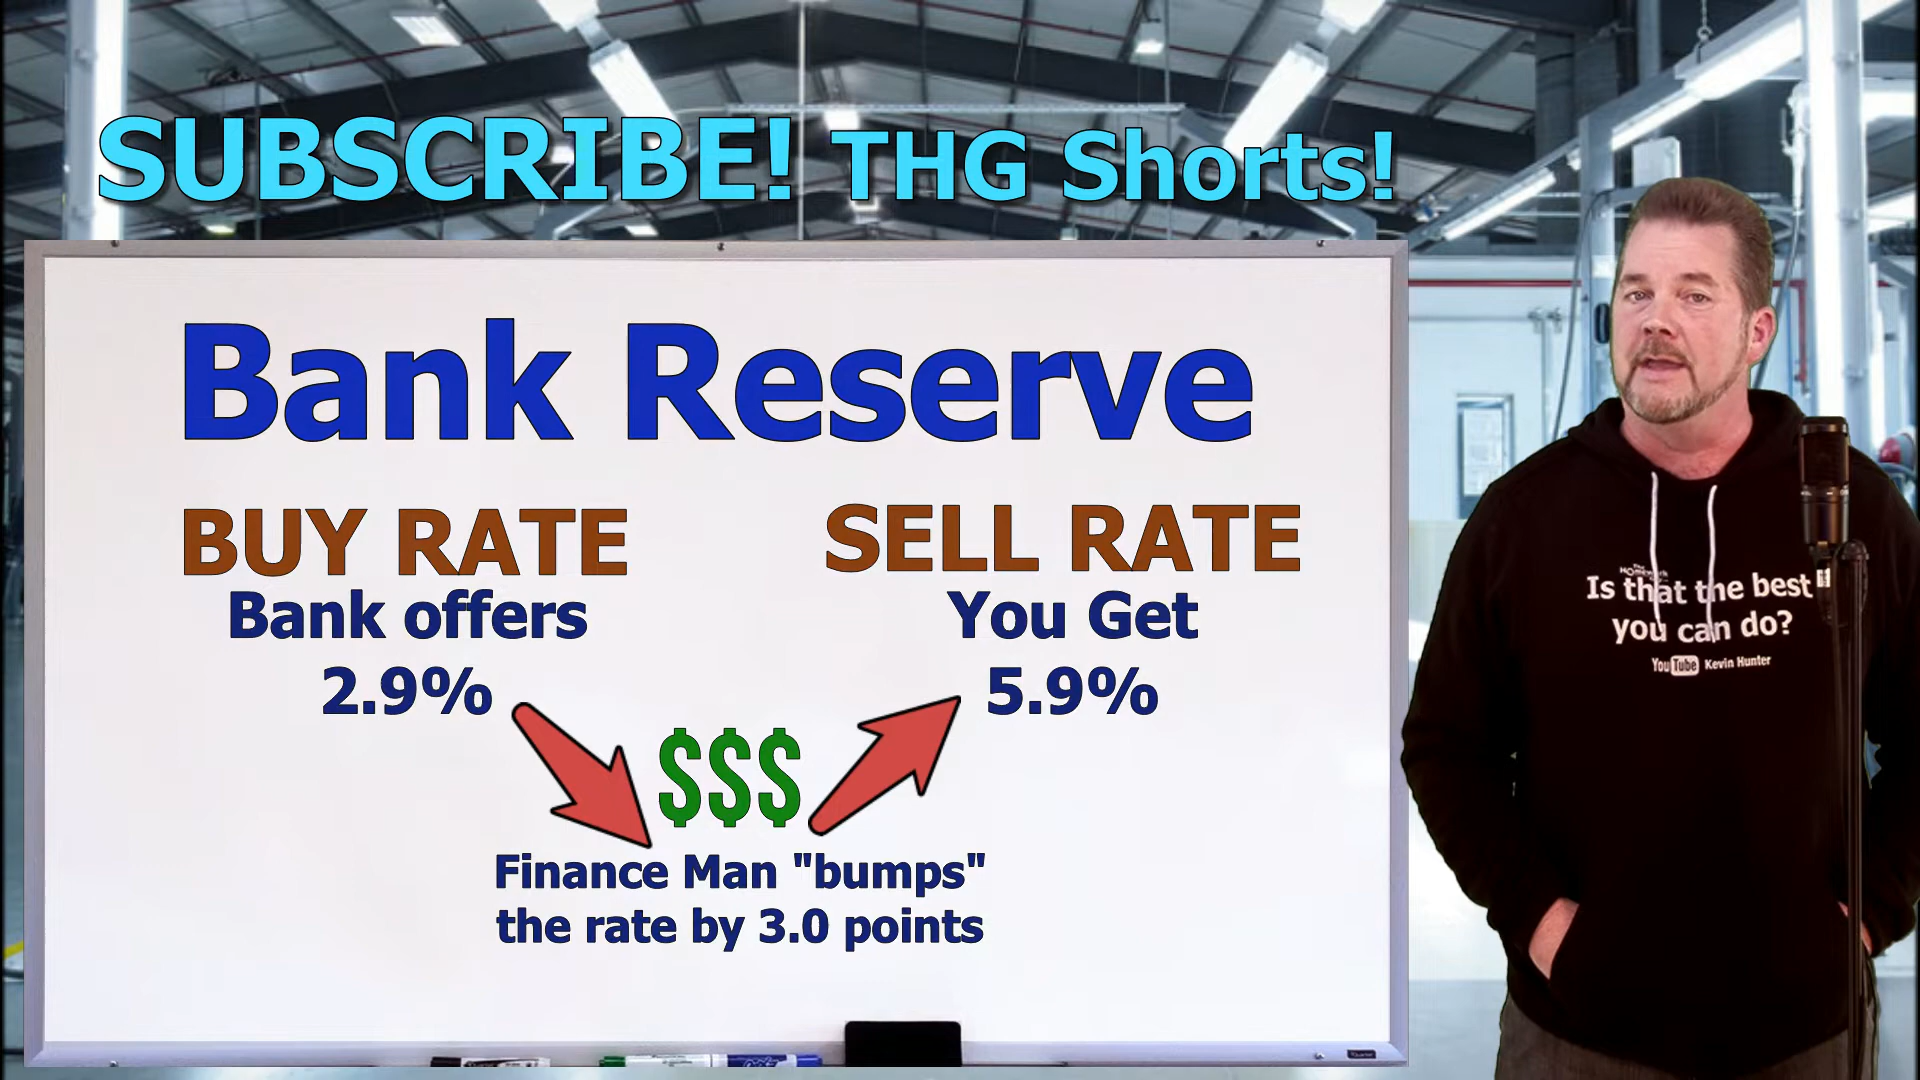 SUBSCRIBE! THG Shorts!
Bank Reserve
BUY RATE
Bank offers
2.9%
SELL RATE
You Get
5.9%
$$$
Finance Man "bumps"
the rate by 3.0 points
Is that the best
you can do?
YouTube Kevin Hunter